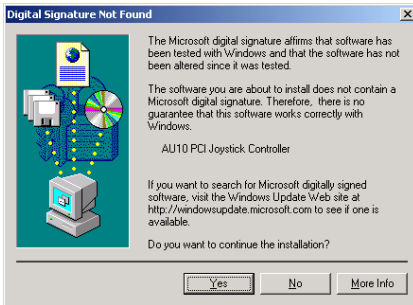 Digital Signature Not Found
The Microsoft digital signature affirms that software has
been tested with Windows and that the software has not
been altered since it was tested.
The software you are about to install does not contain a
Microsoft digital signature. Therefore, there is no
guarantee that this software works correctly with
Windows.
AU10 PCI Joystick Controller
If you want to search for Microsoft digitally signed
software, visit the Windows Update Web site at
http://windowsupdate.microsoft.com to see if one is
available.
Do you want to continue the installation?
Yes
No
More Info